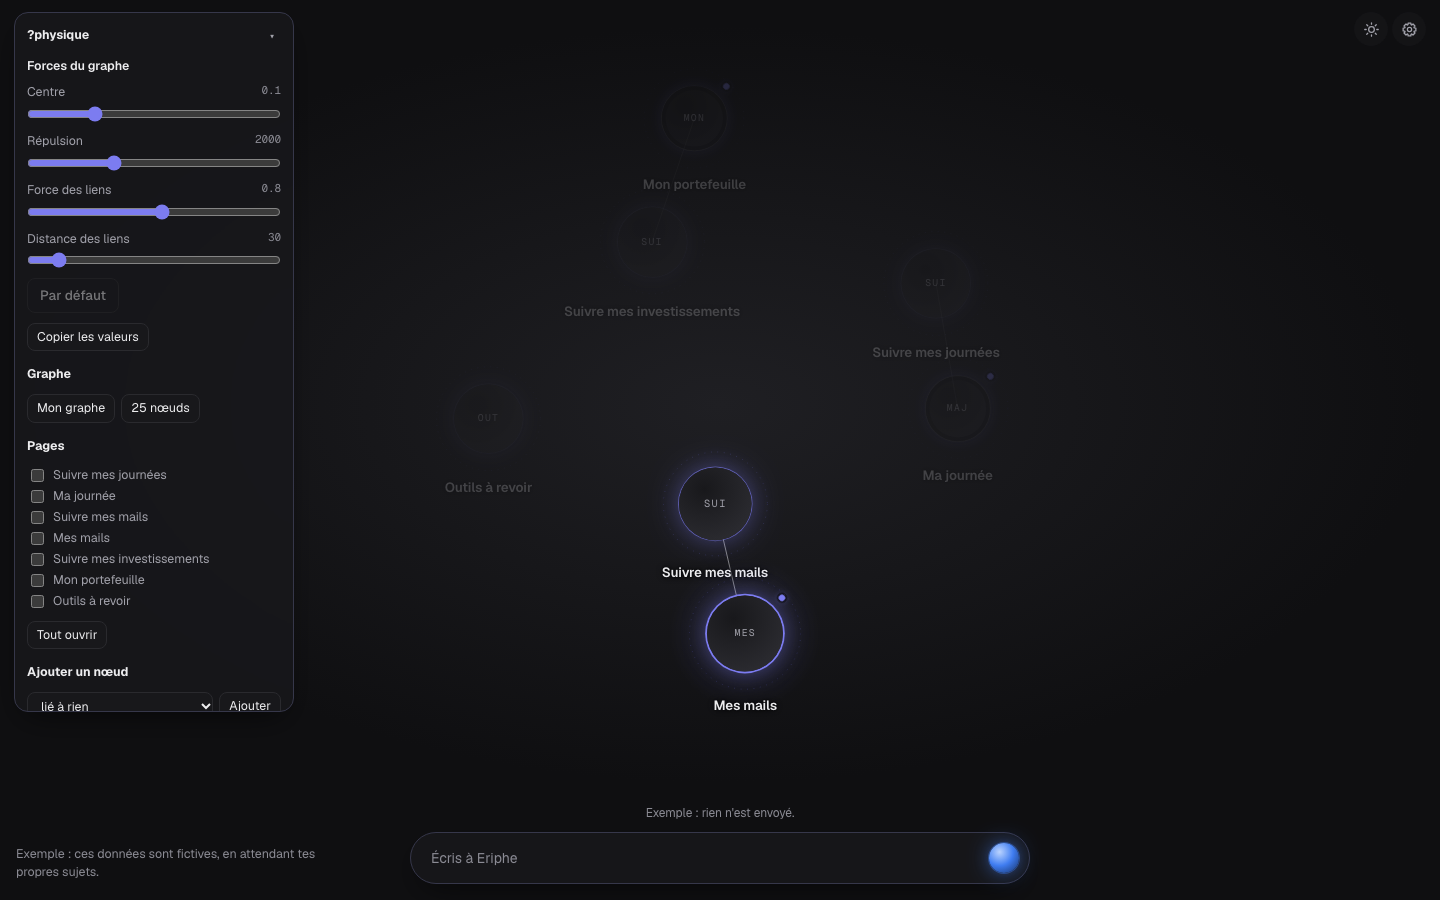 ?physique
Forces du graphe
Centre 0.1
Répulsion 2000
Force des liens 0.8
Distance des liens 30
Par défaut
Copier les valeurs
Graphe
Mon graphe 25 nœuds
Pages
Suivre mes journées
Ma journée
Suivre mes mails
Mes mails
Suivre mes investissements
Mon portefeuille
Outils à revoir
Tout ouvrir
Ajouter un nœud
lié à rien Ajouter
MON
Mon portefeuille
SUI
Suivre mes investissements
SUI
Suivre mes journées
MAJ
Ma journée
OUT
Outils à revoir
SUI
Suivre mes mails
MES
Mes mails
Exemple : rien n'est envoyé.
Écris à Eriphe
Exemple : ces données sont fictives, en attendant tes
propres sujets.